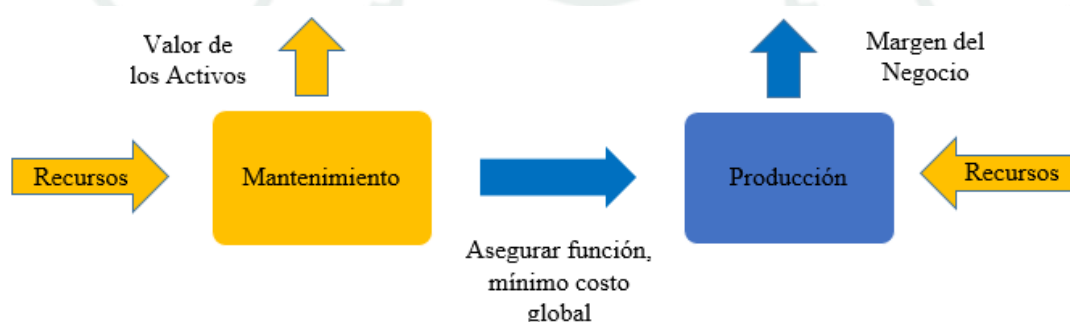 Valor de
los Activos
Margen del
Negocio
Recursos
Mantenimiento
Producción
Recursos
Asegurar función,
mínimo costo
global